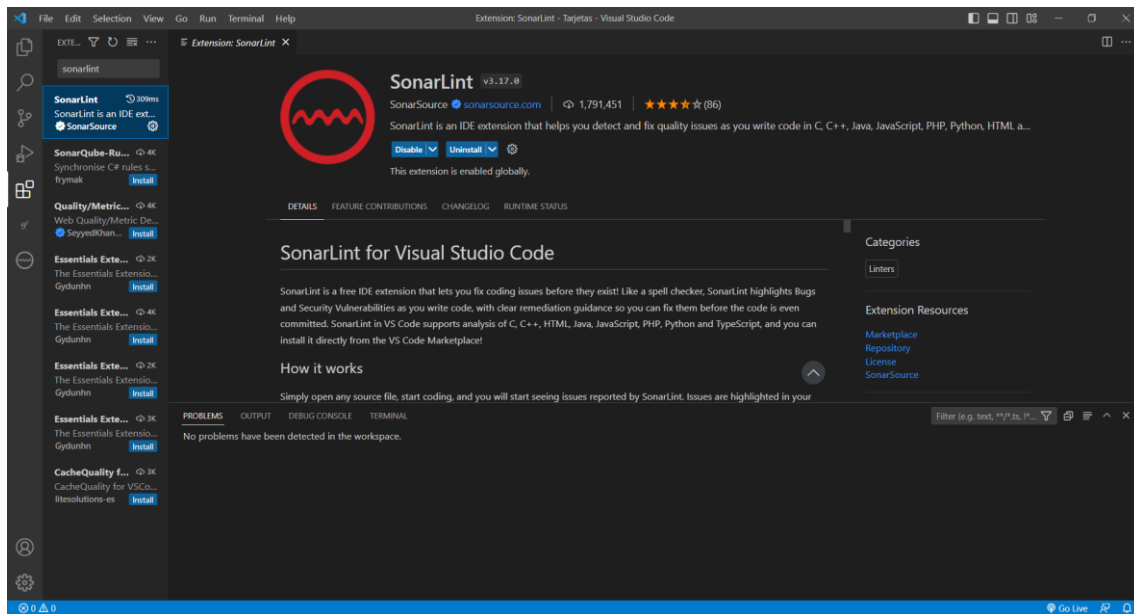 File Edit Selection View Go Run Terminal Help
Extension: SonarLint - Tarjetas - Visual Studio Code
EXTE...
Extension: SonarLint
sonarlint
SonarLint 309ms
SonarLint is an IDE ext...
SonarSource
SonarQube-Ru... 4K
Synchronise C# rules s...
frymak Install
Quality/Metric... 4K
Web Quality/Metric De...
SeyyedKhan... Install
Essentials Exte... 2K
The Essentials Extensio...
Gydunhn Install
Essentials Exte... 4K
The Essentials Extensio...
Gydunhn Install
Essentials Exte... 2K
The Essentials Extensio...
Gydunhn Install
Essentials Exte... 3K
The Essentials Extensio...
Gydunhn Install
CacheQuality f... 3K
CacheQuality for VSCo...
litesolutions-es Install
SonarLint v3.17.0
SonarSource sonarsource.com 1,791,451 (86)
SonarLint is an IDE extension that helps you detect and fix quality issues as you write code in C, C++, Java, JavaScript, PHP, Python, HTML a...
Disable Uninstall
This extension is enabled globally.
DETAILS FEATURE CONTRIBUTIONS CHANGELOG RUNTIME STATUS
SonarLint for Visual Studio Code
SonarLint is a free IDE extension that lets you fix coding issues before they exist! Like a spell checker, SonarLint highlights Bugs
and Security Vulnerabilities as you write code, with clear remediation guidance so you can fix them before the code is even
committed. SonarLint in VS Code supports analysis of C, C++, HTML, Java, JavaScript, PHP, Python and TypeScript, and you can
install it directly from the VS Code Marketplace!
How it works
Simply open any source file, start coding, and you will start seeing issues reported by SonarLint. Issues are highlighted in your
Categories
Linters
Extension Resources
Marketplace
Repository
License
SonarSource
PROBLEMS OUTPUT DEBUG CONSOLE TERMINAL
Filter (e.g. text, **/*.ts, !*...
No problems have been detected in the workspace.
0 0
Go Live